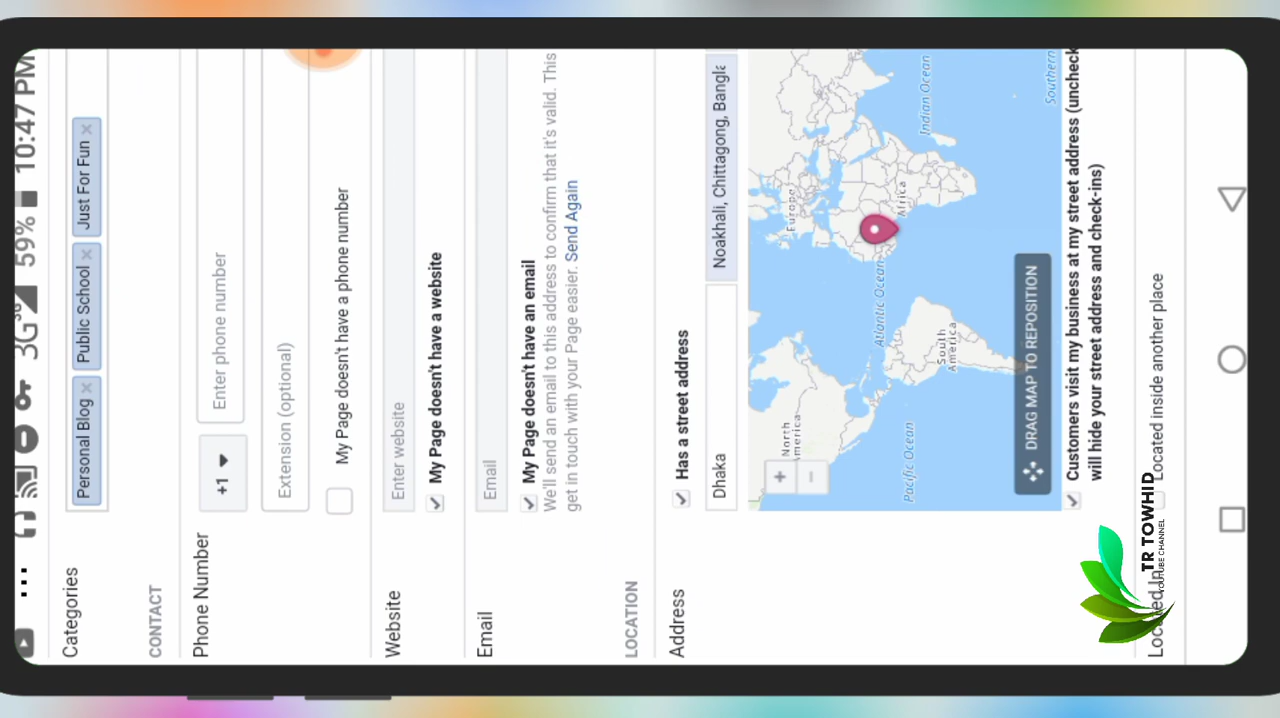 ... 3G 59% 10:47 PM
Categories
Personal Blog × Public School × Just For Fun ×
CONTACT
Phone Number
+1 Enter phone number
Extension (optional)
My Page doesn't have a phone number
Website
Enter website
My Page doesn't have a website
Email
Email
My Page doesn't have an email
We'll send an email to this address to confirm that it's valid. This
get in touch with your Page easier. Send Again
LOCATION
Address
Has a street address
Dhaka
Noakhali, Chittagong, Bangl
North
America
Pacific Ocean
Atlantic Ocean
South
America
Europe
Africa
Indian Ocean
Southern
+
−
DRAG MAP TO REPOSITION
Customers visit my business at my street address (uncheck
will hide your street address and check-ins)
Located In
Located inside another place
TR TOWHID
YOUTUBE CHANNEL